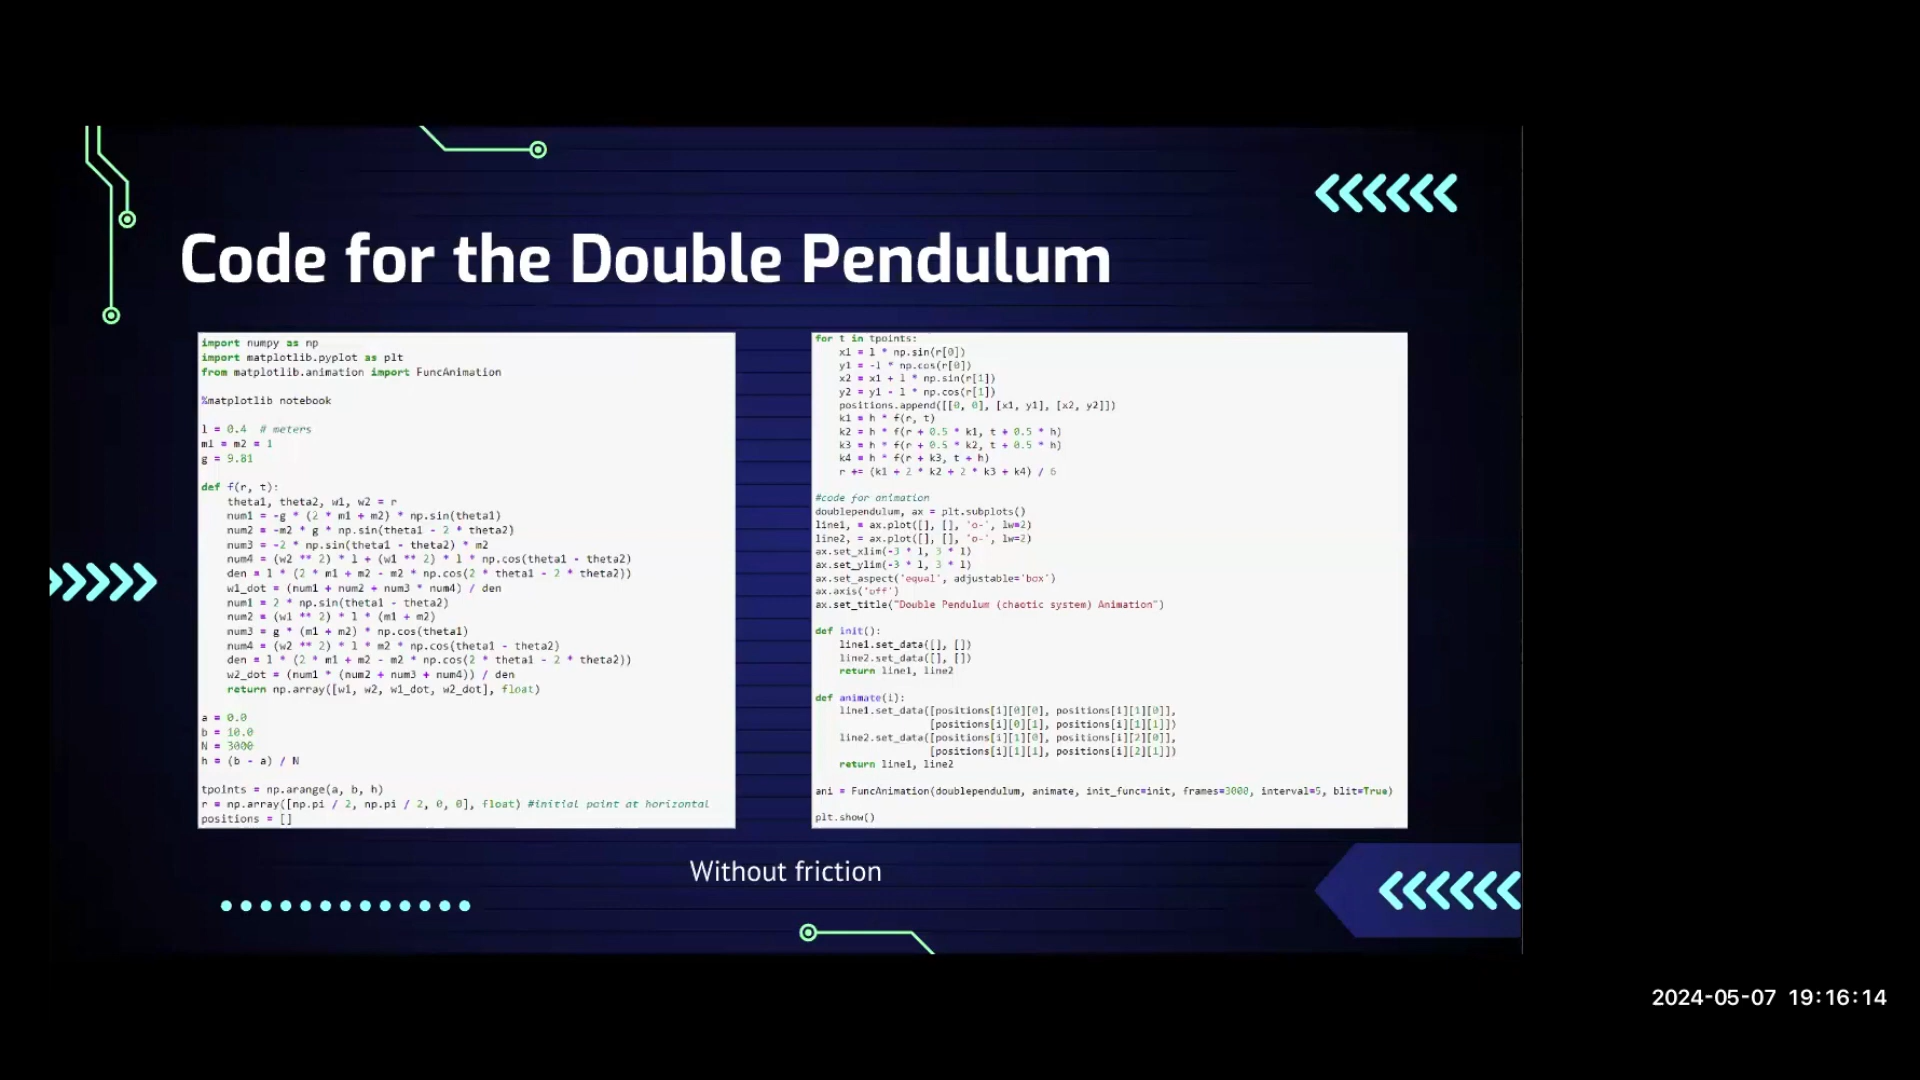 Code for the Double Pendulum
import numpy as np
import matplotlib.pyplot as plt
from matplotlib.animation import FuncAnimation
%matplotlib notebook
l = 0.4  # meters
m1 = m2 = 1
g = 9.81
def f(r, t):
    theta1, theta2, w1, w2 = r
    num1 = -g * (2 * m1 + m2) * np.sin(theta1)
    num2 = -m2 * g * np.sin(theta1 - 2 * theta2)
    num3 = -2 * np.sin(theta1 - theta2) * m2
    num4 = (w2 ** 2) * l + (w1 ** 2) * l * np.cos(theta1 - theta2)
    den = l * (2 * m1 + m2 - m2 * np.cos(2 * theta1 - 2 * theta2))
    w1_dot = (num1 + num2 + num3 * num4) / den
    num1 = 2 * np.sin(theta1 - theta2)
    num2 = (w1 ** 2) * l * (m1 + m2)
    num3 = g * (m1 + m2) * np.cos(theta1)
    num4 = (w2 ** 2) * l * m2 * np.cos(theta1 - theta2)
    den = l * (2 * m1 + m2 - m2 * np.cos(2 * theta1 - 2 * theta2))
    w2_dot = (num1 * (num2 + num3 + num4)) / den
    return np.array([w1, w2, w1_dot, w2_dot], float)
a = 0.0
b = 10.0
N = 3000
h = (b - a) / N
tpoints = np.arange(a, b, h)
r = np.array([np.pi / 2, np.pi / 2, 0, 0], float) #initial point at horizontal
positions = []
for t in tpoints:
    x1 = l * np.sin(r[0])
    y1 = -l * np.cos(r[0])
    x2 = x1 + l * np.sin(r[1])
    y2 = y1 - l * np.cos(r[1])
    positions.append([[0, 0], [x1, y1], [x2, y2]])
    k1 = h * f(r, t)
    k2 = h * f(r + 0.5 * k1, t + 0.5 * h)
    k3 = h * f(r + 0.5 * k2, t + 0.5 * h)
    k4 = h * f(r + k3, t + h)
    r += (k1 + 2 * k2 + 2 * k3 + k4) / 6
#code for animation
doublependulum, ax = plt.subplots()
line1, = ax.plot([], [], 'o-', lw=2)
line2, = ax.plot([], [], 'o-', lw=2)
ax.set_xlim(-3 * l, 3 * l)
ax.set_ylim(-3 * l, 3 * l)
ax.set_aspect('equal', adjustable='box')
ax.axis('off')
ax.set_title("Double Pendulum (chaotic system) Animation")
def init():
    line1.set_data([], [])
    line2.set_data([], [])
    return line1, line2
def animate(i):
    line1.set_data([positions[i][0][0], positions[i][1][0]],
                   [positions[i][0][1], positions[i][1][1]])
    line2.set_data([positions[i][1][0], positions[i][2][0]],
                   [positions[i][1][1], positions[i][2][1]])
    return line1, line2
ani = FuncAnimation(doublependulum, animate, init_func=init, frames=3000, interval=5, blit=True)
plt.show()
Without friction
2024-05-07 19:16:14